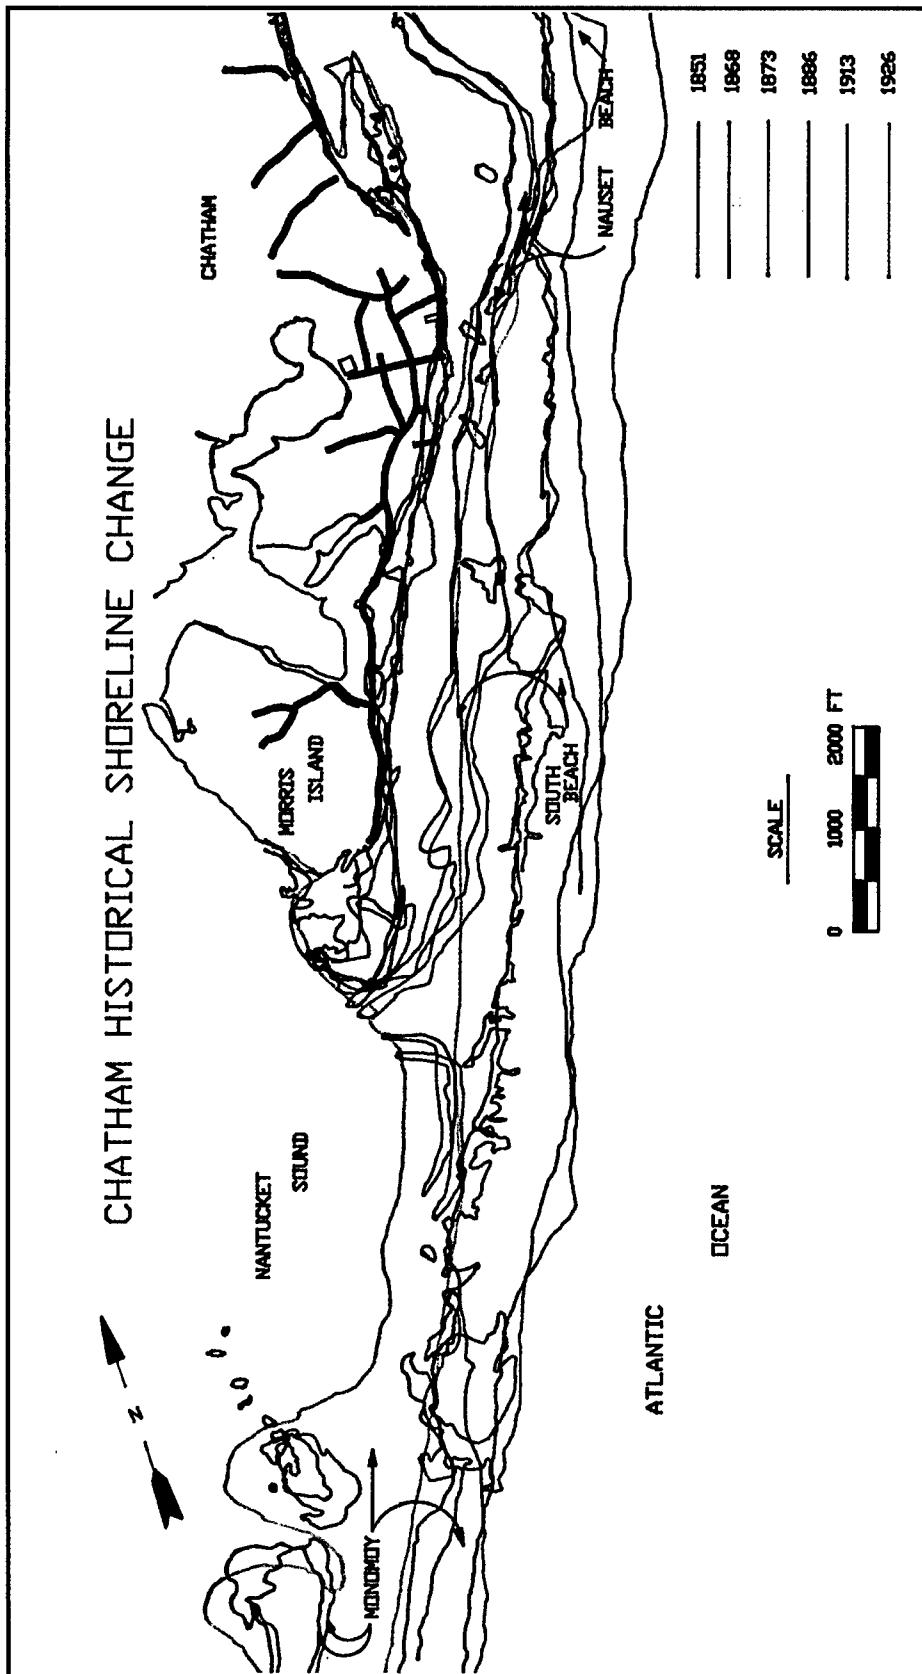 CHATHAM HISTORICAL SHORELINE CHANGE
N
NANTUCKET
SOUND
MORRIS
ISLAND
CHATHAM
MONOMOY
SOUTH
BEACH
NAUSET
BEACH
ATLANTIC
OCEAN
SCALE
0 1000 2000 FT
1851
1868
1873
1886
1913
1926